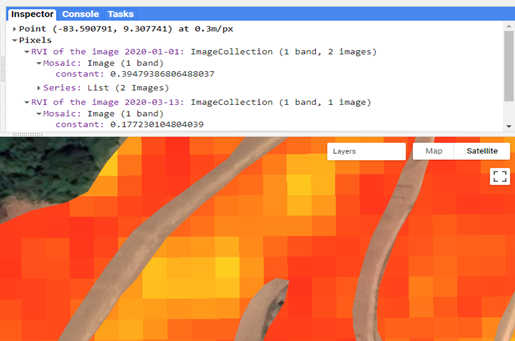 Inspector Console Tasks
Point (-83.590791, 9.307741) at 0.3m/px
Pixels
RVI of the image 2020-01-01: ImageCollection (1 band, 2 images)
Mosaic: Image (1 band)
constant: 0.39479386806488037
Series: List (2 Images)
RVI of the image 2020-03-13: ImageCollection (1 band, 1 image)
Mosaic: Image (1 band)
constant: 0.177230104804039
Layers Map Satellite